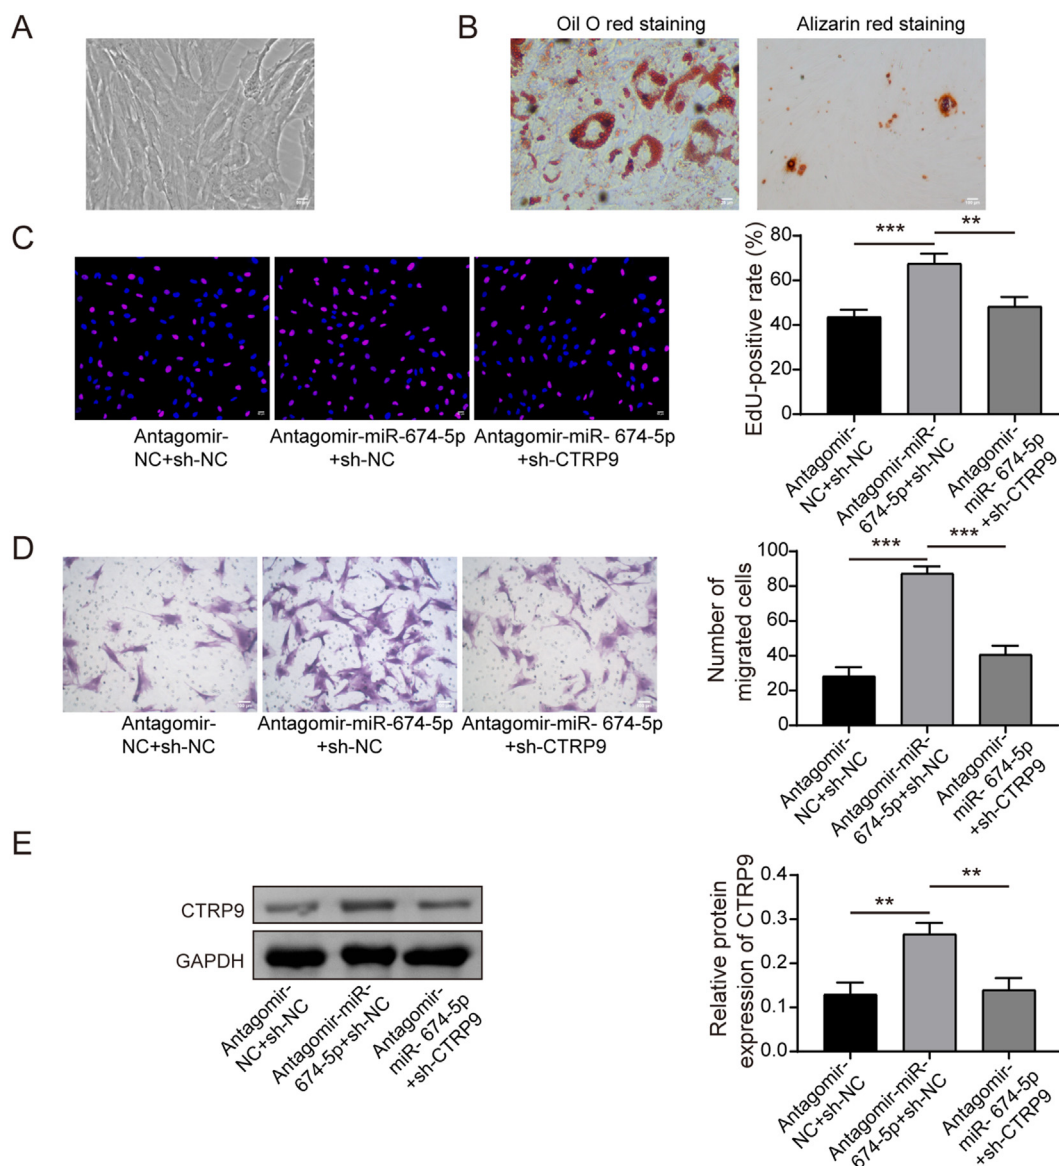 A
B
Oil O red staining
Alizarin red staining
C
Antagomir-
NC+sh-NC
Antagomir-miR-674-5p
+sh-NC
Antagomir-miR- 674-5p
+sh-CTRP9
EdU-positive rate (%)
80
60
40
20
0
***
**
Antagomir-
NC+sh-NC
Antagomir-miR-
674-5p+sh-NC
Antagomir-
miR- 674-5p
+sh-CTRP9
D
Antagomir-
NC+sh-NC
Antagomir-miR-674-5p
+sh-NC
Antagomir-miR- 674-5p
+sh-CTRP9
Number of
migrated cells
100
80
60
40
20
0
***
***
Antagomir-
NC+sh-NC
Antagomir-miR-
674-5p+sh-NC
Antagomir-
miR- 674-5p
+sh-CTRP9
E
CTRP9
GAPDH
Antagomir-
NC+sh-NC
Antagomir-miR-
674-5p+sh-NC
Antagomir-
miR- 674-5p
+sh-CTRP9
Relative protein
expression of CTRP9
0.4
0.3
0.2
0.1
0.0
**
**
Antagomir-
NC+sh-NC
Antagomir-miR-
674-5p+sh-NC
Antagomir-
miR- 674-5p
+sh-CTRP9